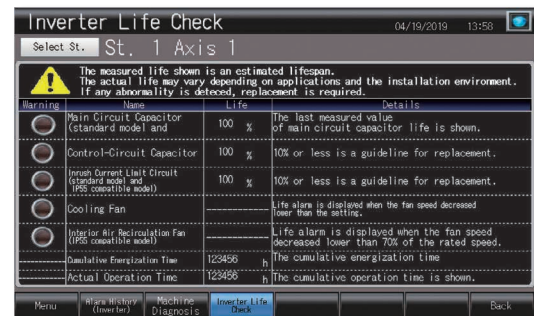 Inverter Life Check
04/19/2019 13:58
Select St. St. 1 Axis 1
The measured life shown is an estimated lifespan.
The actual life may vary depending on applications and the installation environment.
If any abnormality is deteced, replacement is required.
Warning Name Life Details
Main Circuit Capacitor
(standard model and
100 %
The last measured value
of main circuit capacitor life is shown.
Control-Circuit Capacitor 100 % 10% or less is a guideline for replacement.
Inrush Current Limit Circuit
(standard model and
IP55 compatible model)
100 % 10% or less is a guideline for replacement.
Cooling Fan
Life alarm is displayed when the fan speed decreased
lower than the setting.
Interior Air Recirculation Fan
(IP55 compatible model)
Life alarm is displayed when the fan speed
decreased lower than 70% of the rated speed.
Cumulative Energization Time 123456 h The cumulative energization time
Actual Operation Time 123456 h The cumulative operation time is shown.
Menu
Alarm History
(Inverter)
Machine
Diagnosis
Inverter Life
Check
Back